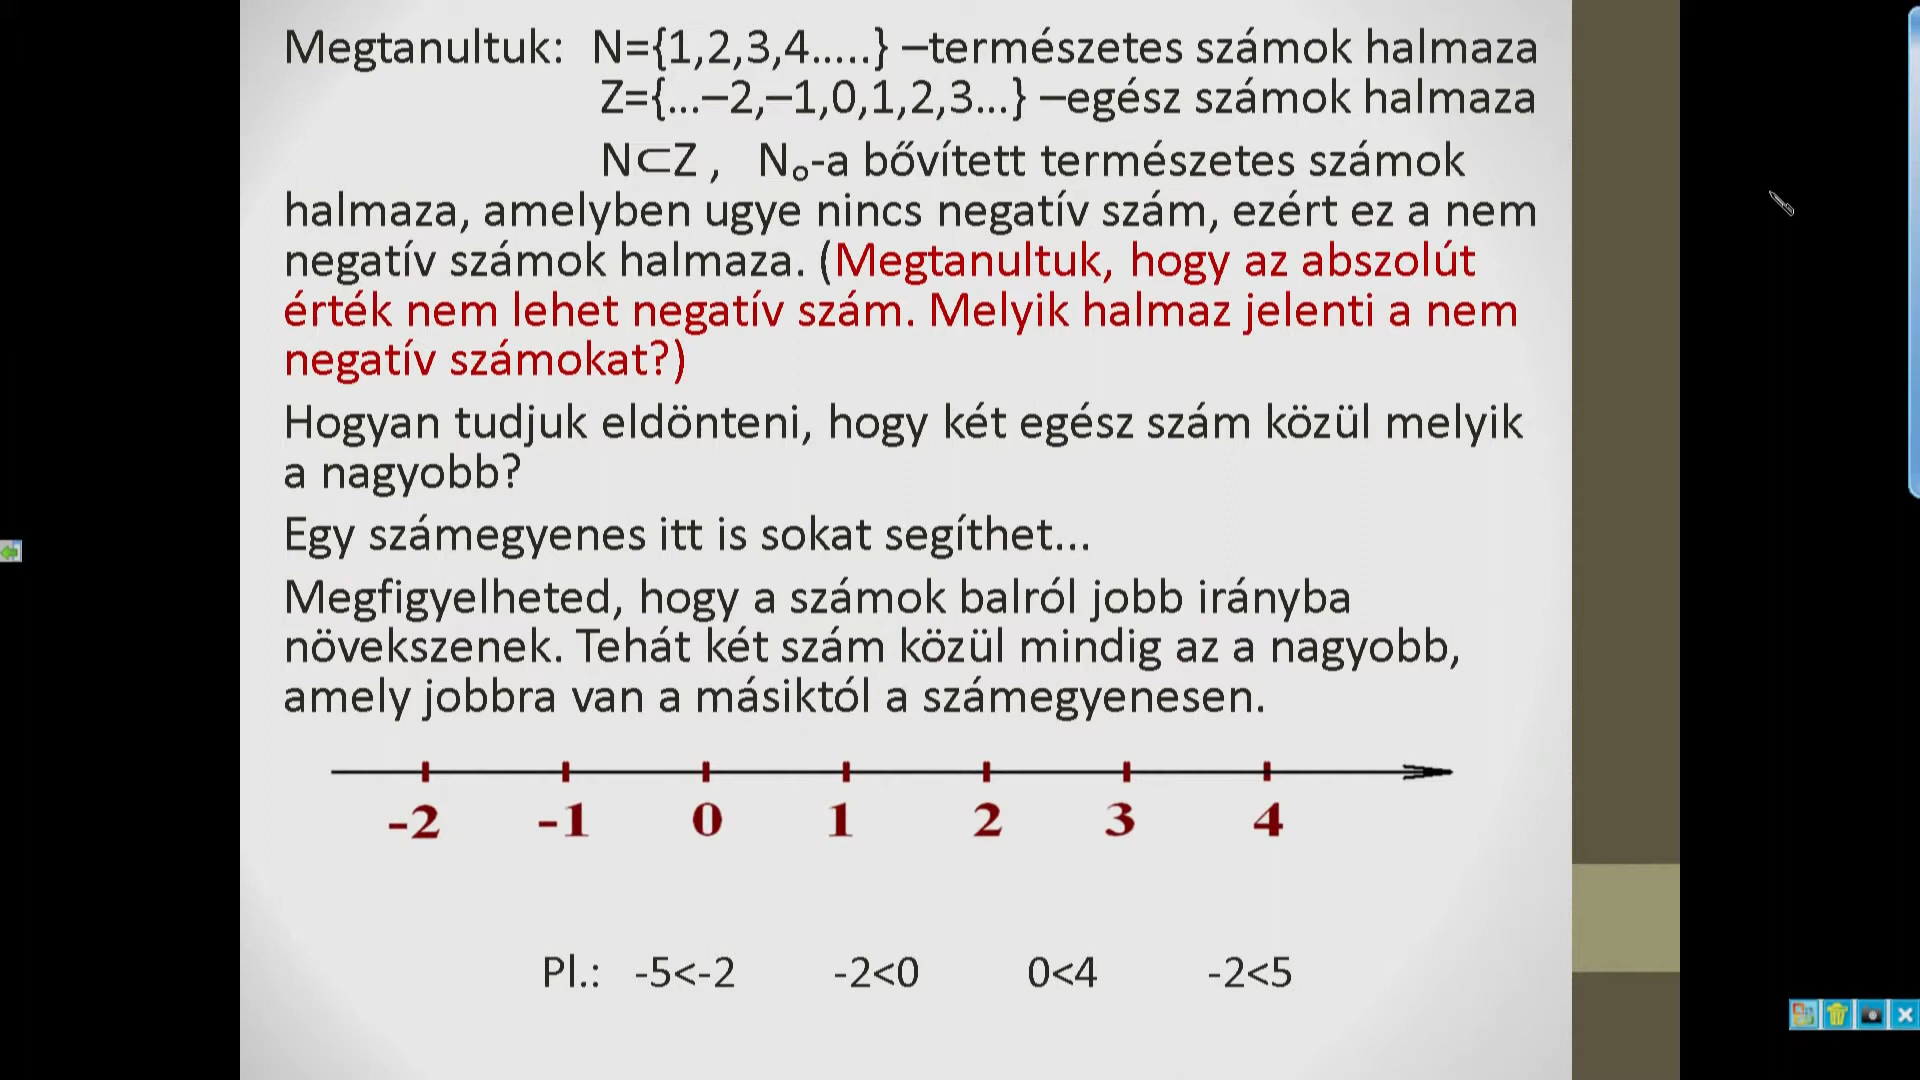 Megtanultuk: N={1,2,3,4.....} –természetes számok halmaza
Z={...–2,–1,0,1,2,3...} –egész számok halmaza
N⊂Z , N₀-a bővített természetes számok
halmaza, amelyben ugye nincs negatív szám, ezért ez a nem
negatív számok halmaza. (Megtanultuk, hogy az abszolút
érték nem lehet negatív szám. Melyik halmaz jelenti a nem
negatív számokat?)
Hogyan tudjuk eldönteni, hogy két egész szám közül melyik
a nagyobb?
Egy számegyenes itt is sokat segíthet...
Megfigyelheted, hogy a számok balról jobb irányba
növekszenek. Tehát két szám közül mindig az a nagyobb,
amely jobbra van a másiktól a számegyenesen.
-2 -1 0 1 2 3 4
Pl.: -5<-2 -2<0 0<4 -2<5